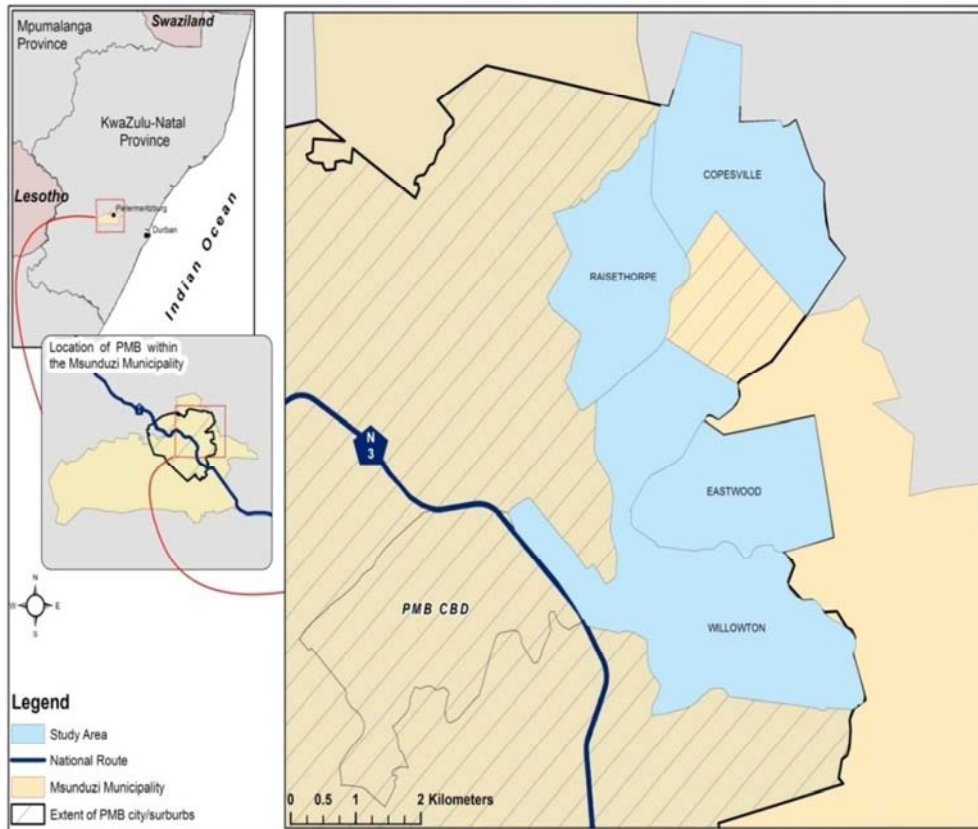 Swaziland
Mpumalanga
Province
KwaZulu-Natal
Province
Lesotho
Pietermaritzburg
Durban
Indian Ocean
Location of PMB within
the Msunduzi Municipality
N
W
E
S
Legend
Study Area
National Route
Msunduzi Municipality
Extent of PMB city/surburbs
COPESVILLE
RAISETHORPE
N
3
EASTWOOD
PMB CBD
WILLOWTON
0 0.5 1 2 Kilometers